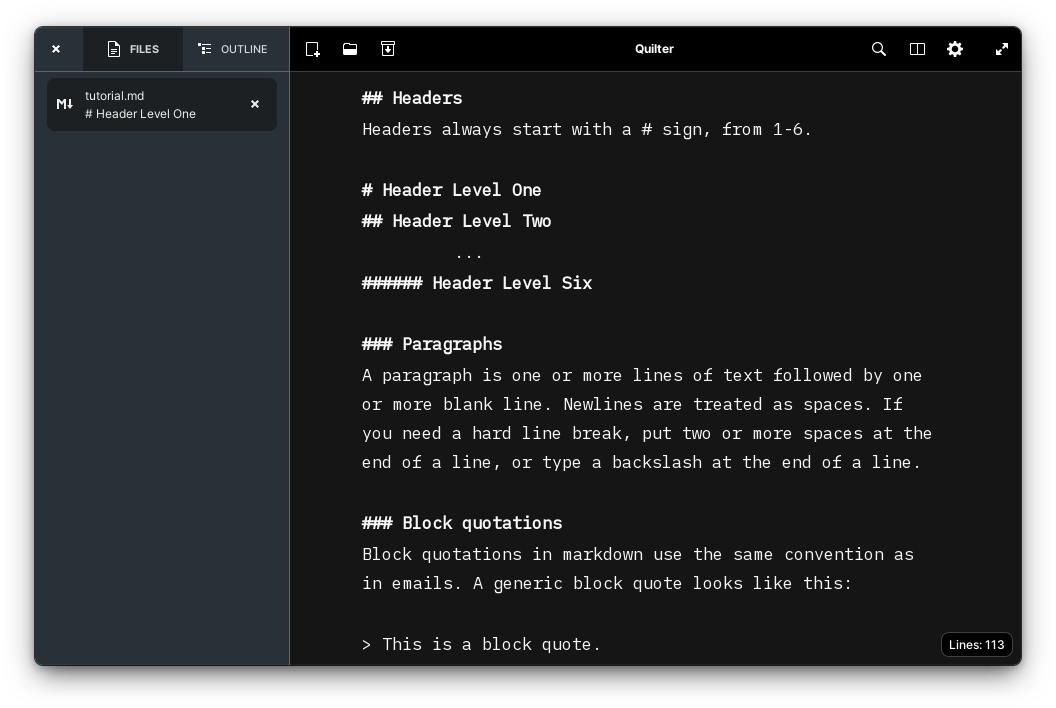 FILES
OUTLINE
Quilter
M↓
tutorial.md
# Header Level One
## Headers
Headers always start with a # sign, from 1-6.
# Header Level One
## Header Level Two
...
###### Header Level Six
### Paragraphs
A paragraph is one or more lines of text followed by one
or more blank line. Newlines are treated as spaces. If
you need a hard line break, put two or more spaces at the
end of a line, or type a backslash at the end of a line.
### Block quotations
Block quotations in markdown use the same convention as
in emails. A generic block quote looks like this:
> This is a block quote.
Lines: 113